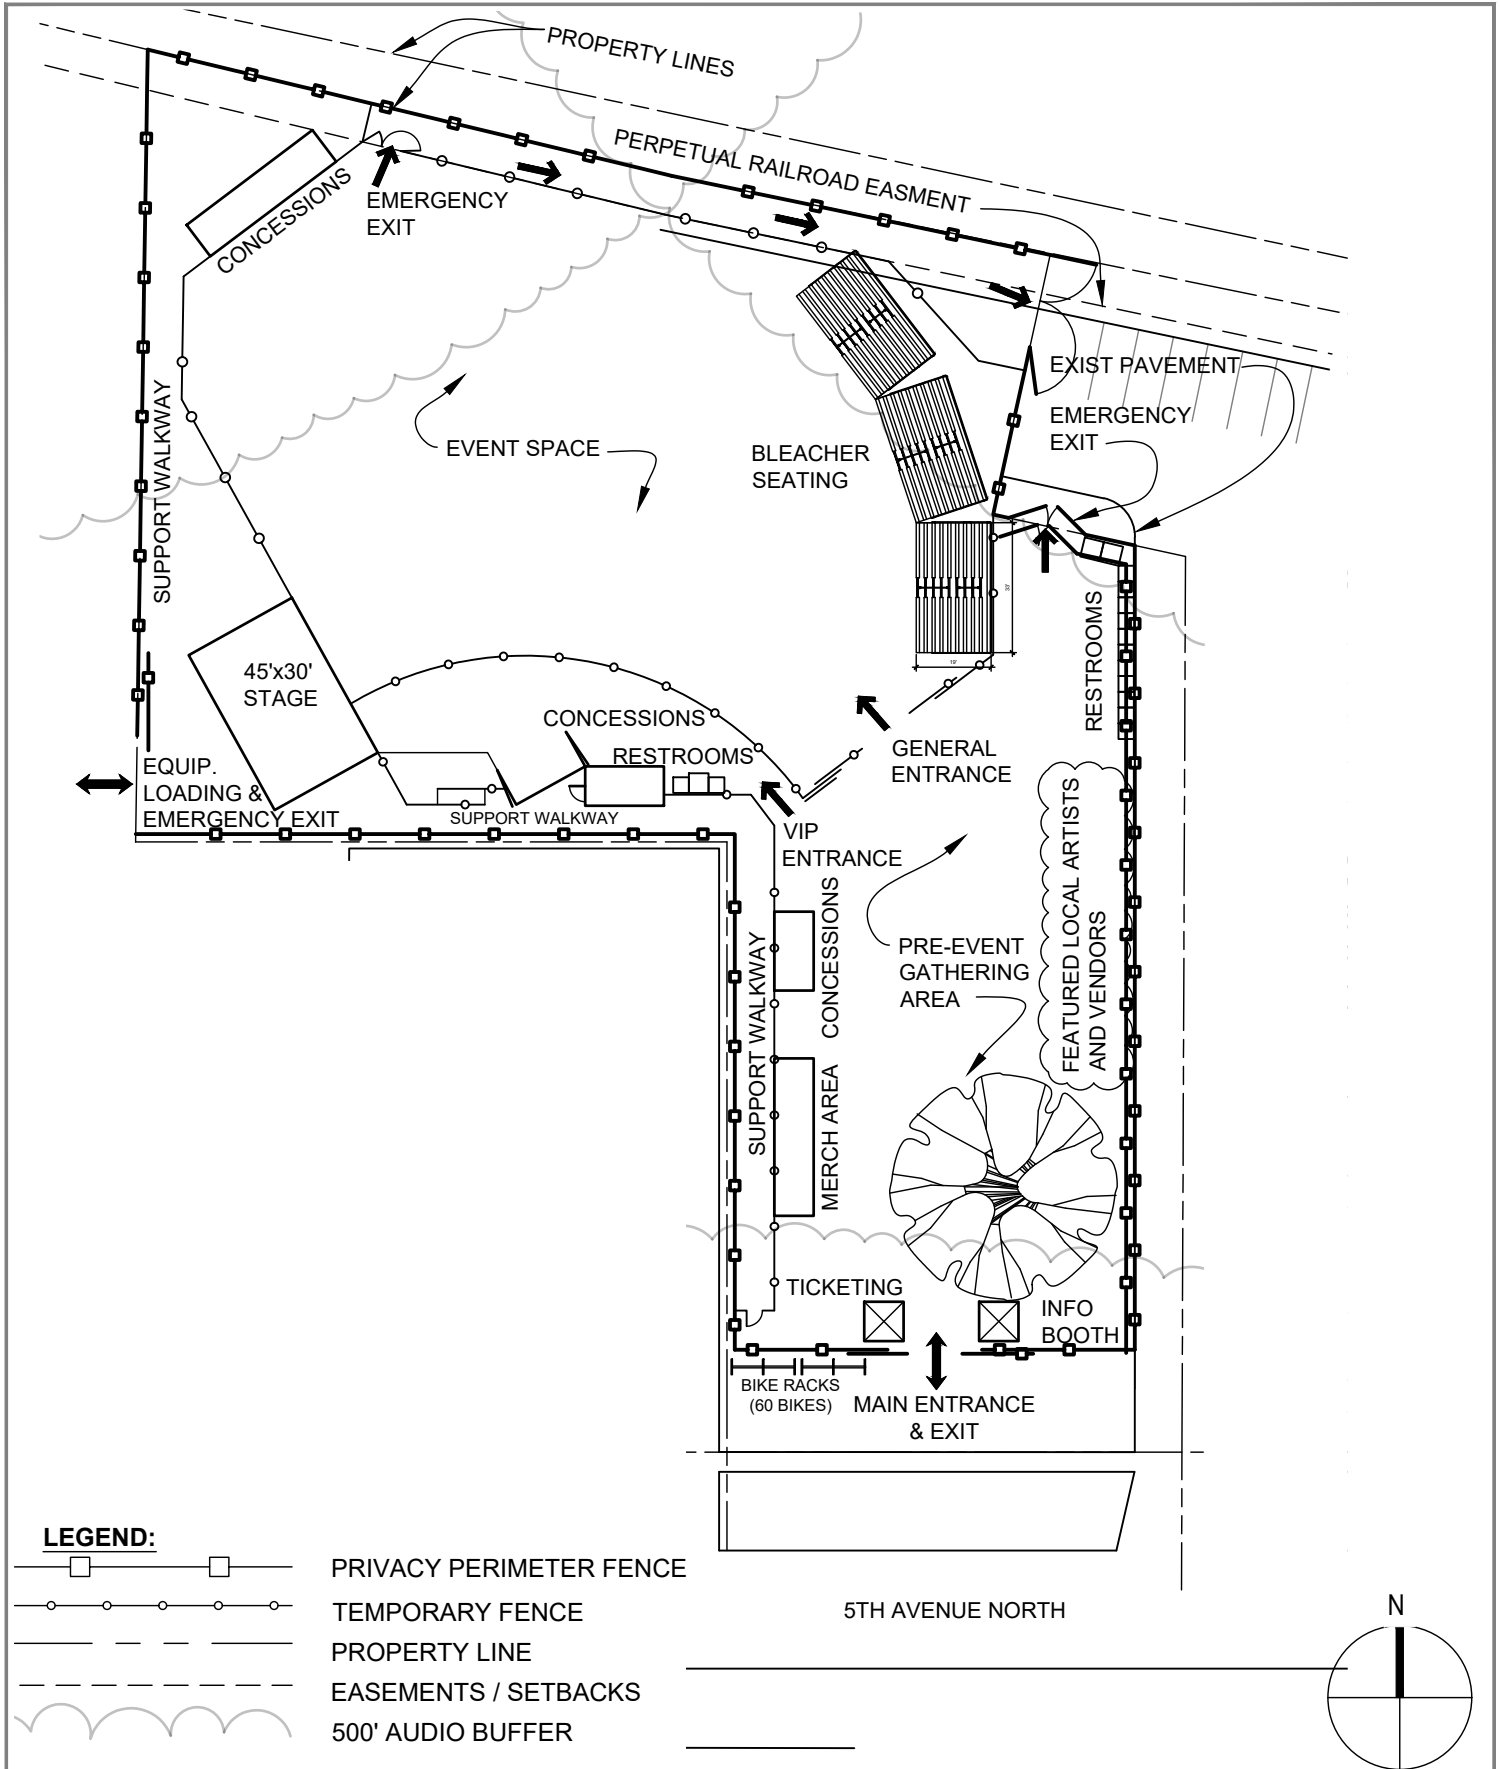 PROPERTY LINES
PERPETUAL RAILROAD EASMENT
CONCESSIONS
EMERGENCY
EXIT
EXIST PAVEMENT
EMERGENCY
EXIT
SUPPORT WALKWAY
EVENT SPACE
BLEACHER
SEATING
33'
19'
RESTROOMS
45'x30'
STAGE
CONCESSIONS
RESTROOMS
GENERAL
ENTRANCE
EQUIP.
LOADING &
EMERGENCY EXIT
SUPPORT WALKWAY
VIP
ENTRANCE
FEATURED LOCAL ARTISTS
AND VENDORS
CONCESSIONS
SUPPORT WALKWAY
PRE-EVENT
GATHERING
AREA
MERCH AREA
TICKETING
INFO
BOOTH
BIKE RACKS
(60 BIKES)
MAIN ENTRANCE
& EXIT
LEGEND:
PRIVACY PERIMETER FENCE
TEMPORARY FENCE
PROPERTY LINE
EASEMENTS / SETBACKS
500' AUDIO BUFFER
5TH AVENUE NORTH
N